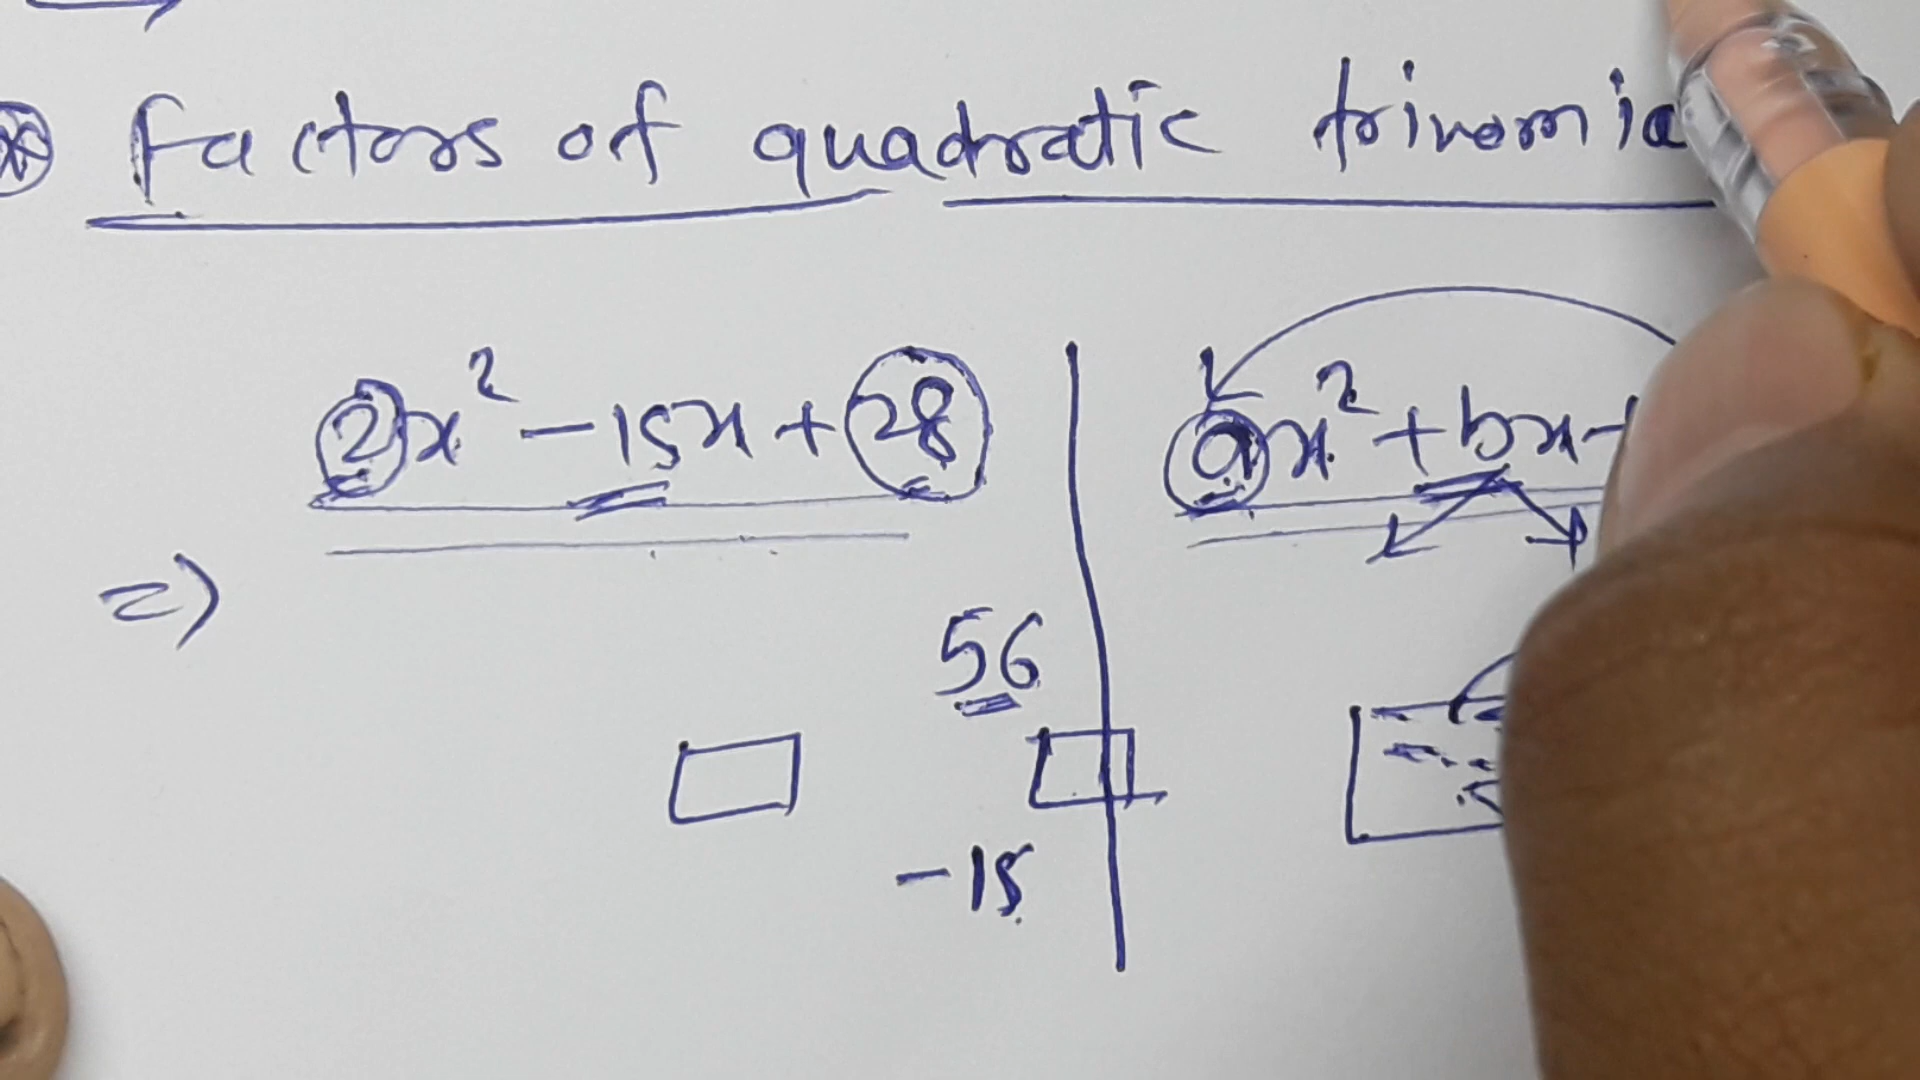 Factors of quadratic trinomia
2x² - 15x + 28
ax² + bx +
=>
56
-15